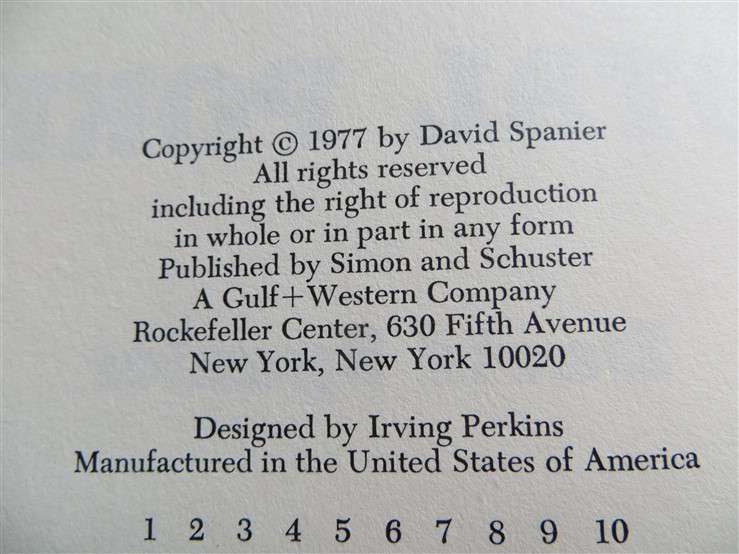 Copyright © 1977 by David Spanier
All rights reserved
including the right of reproduction
in whole or in part in any form
Published by Simon and Schuster
A Gulf+Western Company
Rockefeller Center, 630 Fifth Avenue
New York, New York 10020
Designed by Irving Perkins
Manufactured in the United States of America
1 2 3 4 5 6 7 8 9 10